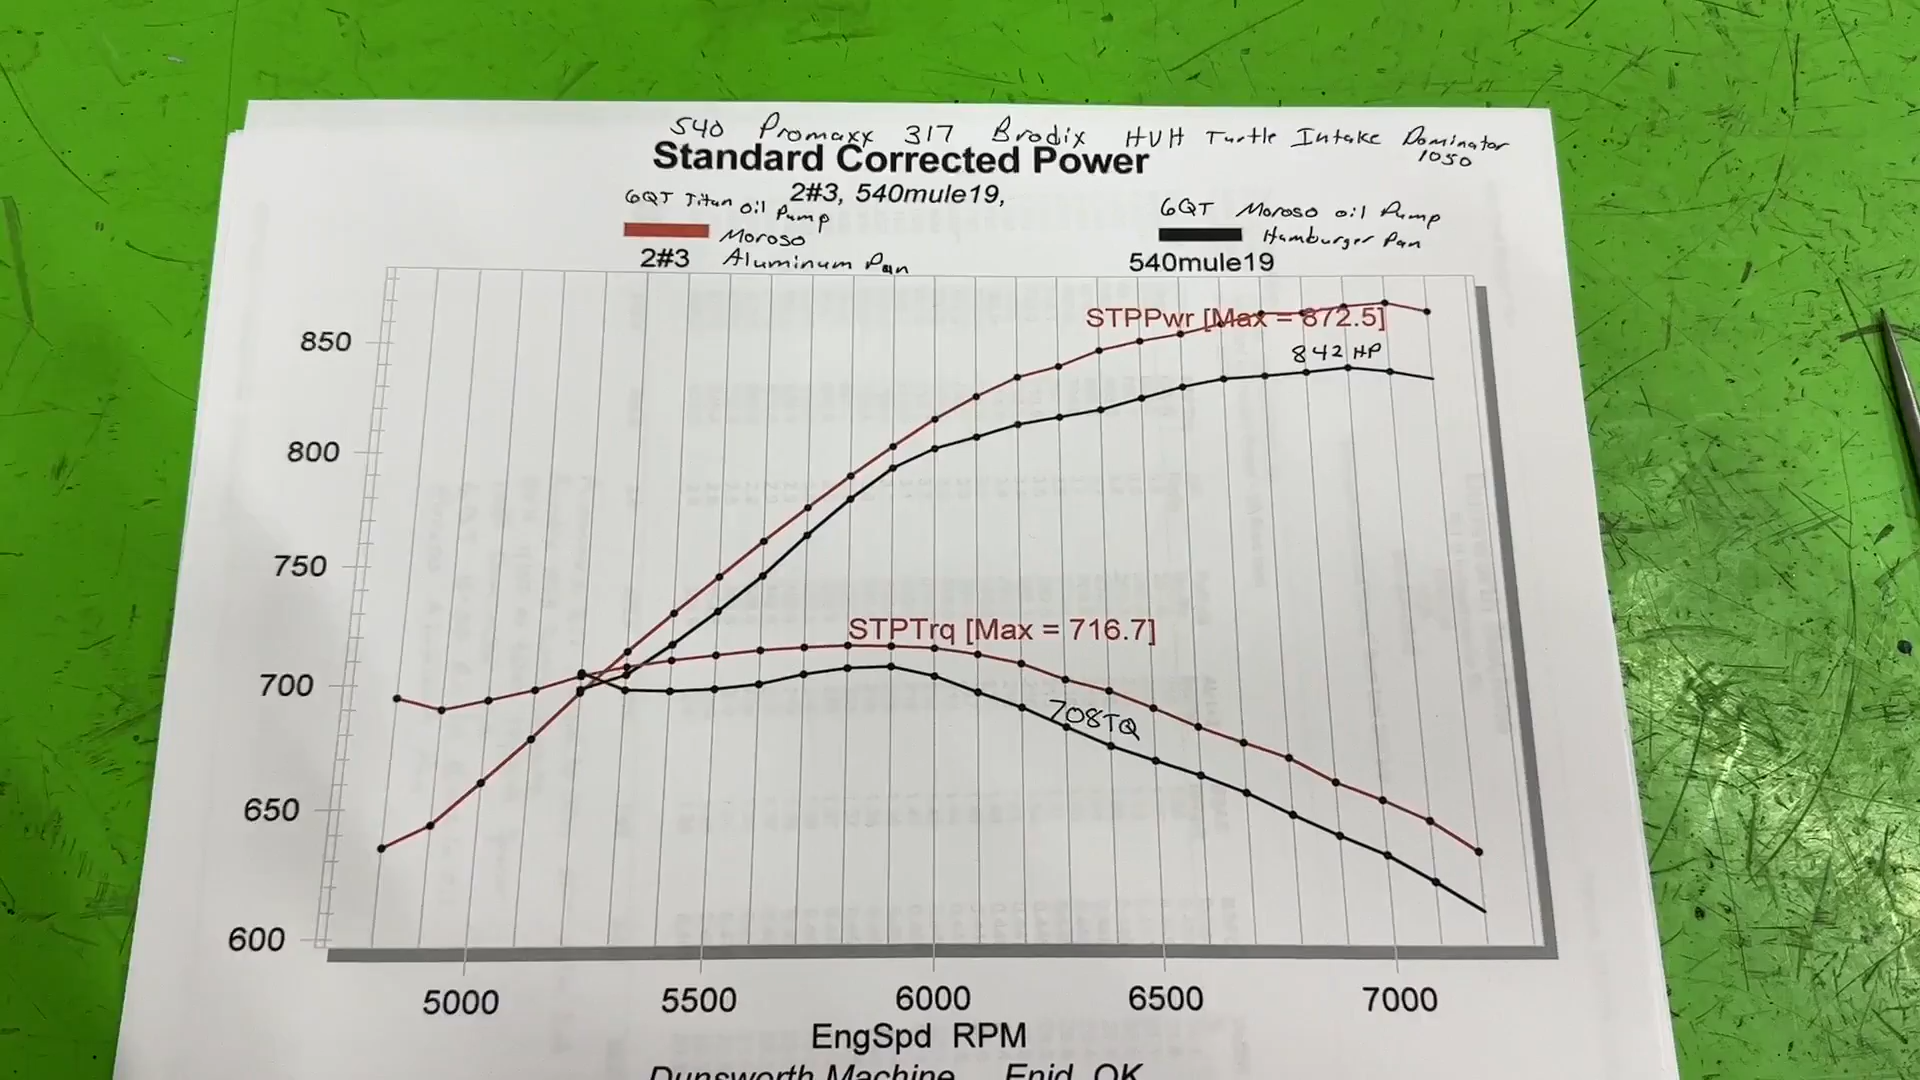 540 Promaxx 317 Brodix HVH Turtle Intake Dominator
1050
Standard Corrected Power
2#3, 540mule19,
6QT Titan oil Pump
Moroso
Aluminum Pan
2#3
6QT Moroso oil Pump
Hamburger Pan
540mule19
STPPwr [Max = 872.5]
842 HP
STPTrq [Max = 716.7]
708TQ
850
800
750
700
650
600
5000 5500 6000 6500 7000
EngSpd RPM
Dunsworth Machine Enid, OK